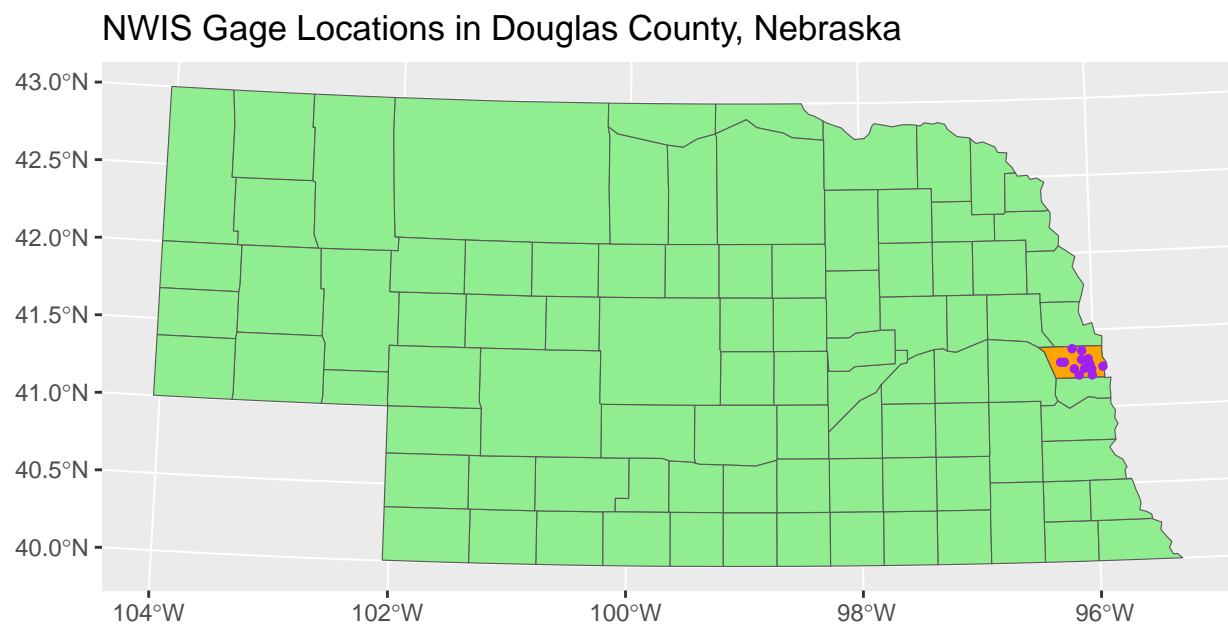 NWIS Gage Locations in Douglas County, Nebraska
43.0°N
42.5°N
42.0°N
41.5°N
41.0°N
40.5°N
40.0°N
104°W
102°W
100°W
98°W
96°W